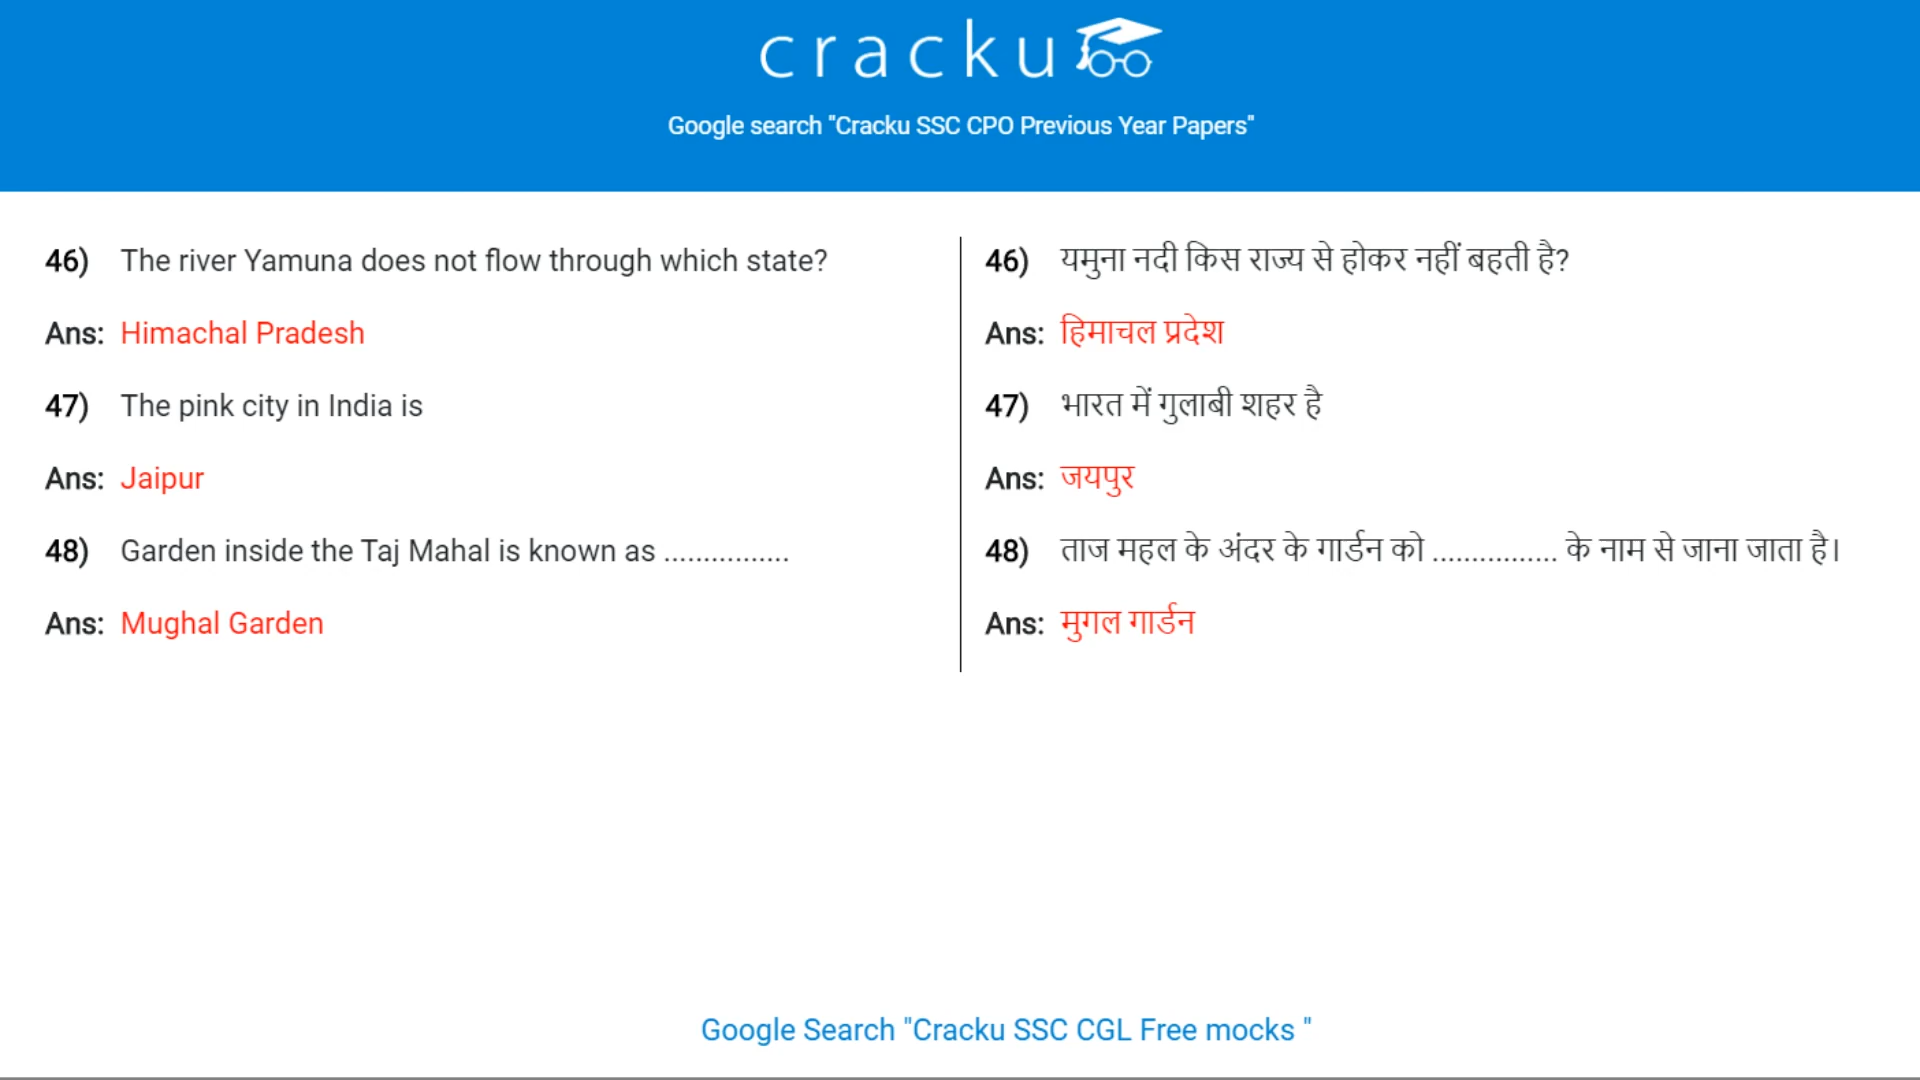 cracku
Google search "Cracku SSC CPO Previous Year Papers"
46) The river Yamuna does not flow through which state?
Ans: Himachal Pradesh
47) The pink city in India is
Ans: Jaipur
48) Garden inside the Taj Mahal is known as ................
Ans: Mughal Garden
46) यमुना नदी किस राज्य से होकर नहीं बहती है?
Ans: हिमाचल प्रदेश
47) भारत में गुलाबी शहर है
Ans: जयपुर
48) ताज महल के अंदर के गार्डन को ................ के नाम से जाना जाता है।
Ans: मुगल गार्डन
Google Search "Cracku SSC CGL Free mocks "